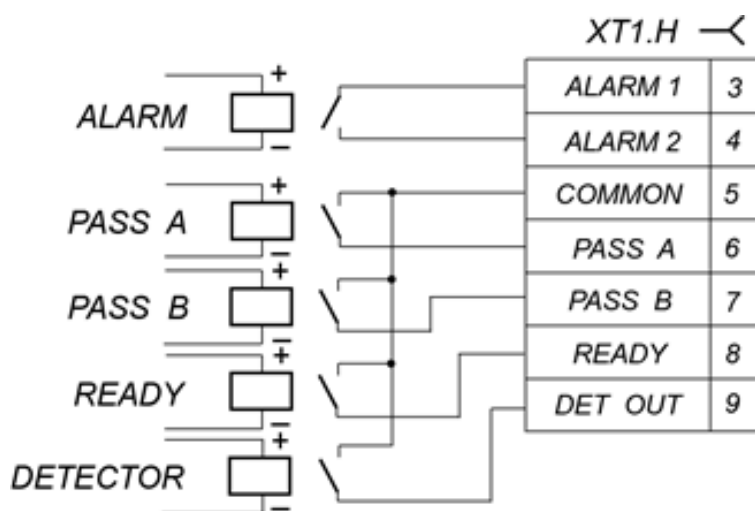 XT1.H
ALARM 1 3
ALARM + −
ALARM 2 4
COMMON 5
PASS A + −
PASS A 6
PASS B + −
PASS B 7
READY 8
READY + −
DET OUT 9
DETECTOR + −